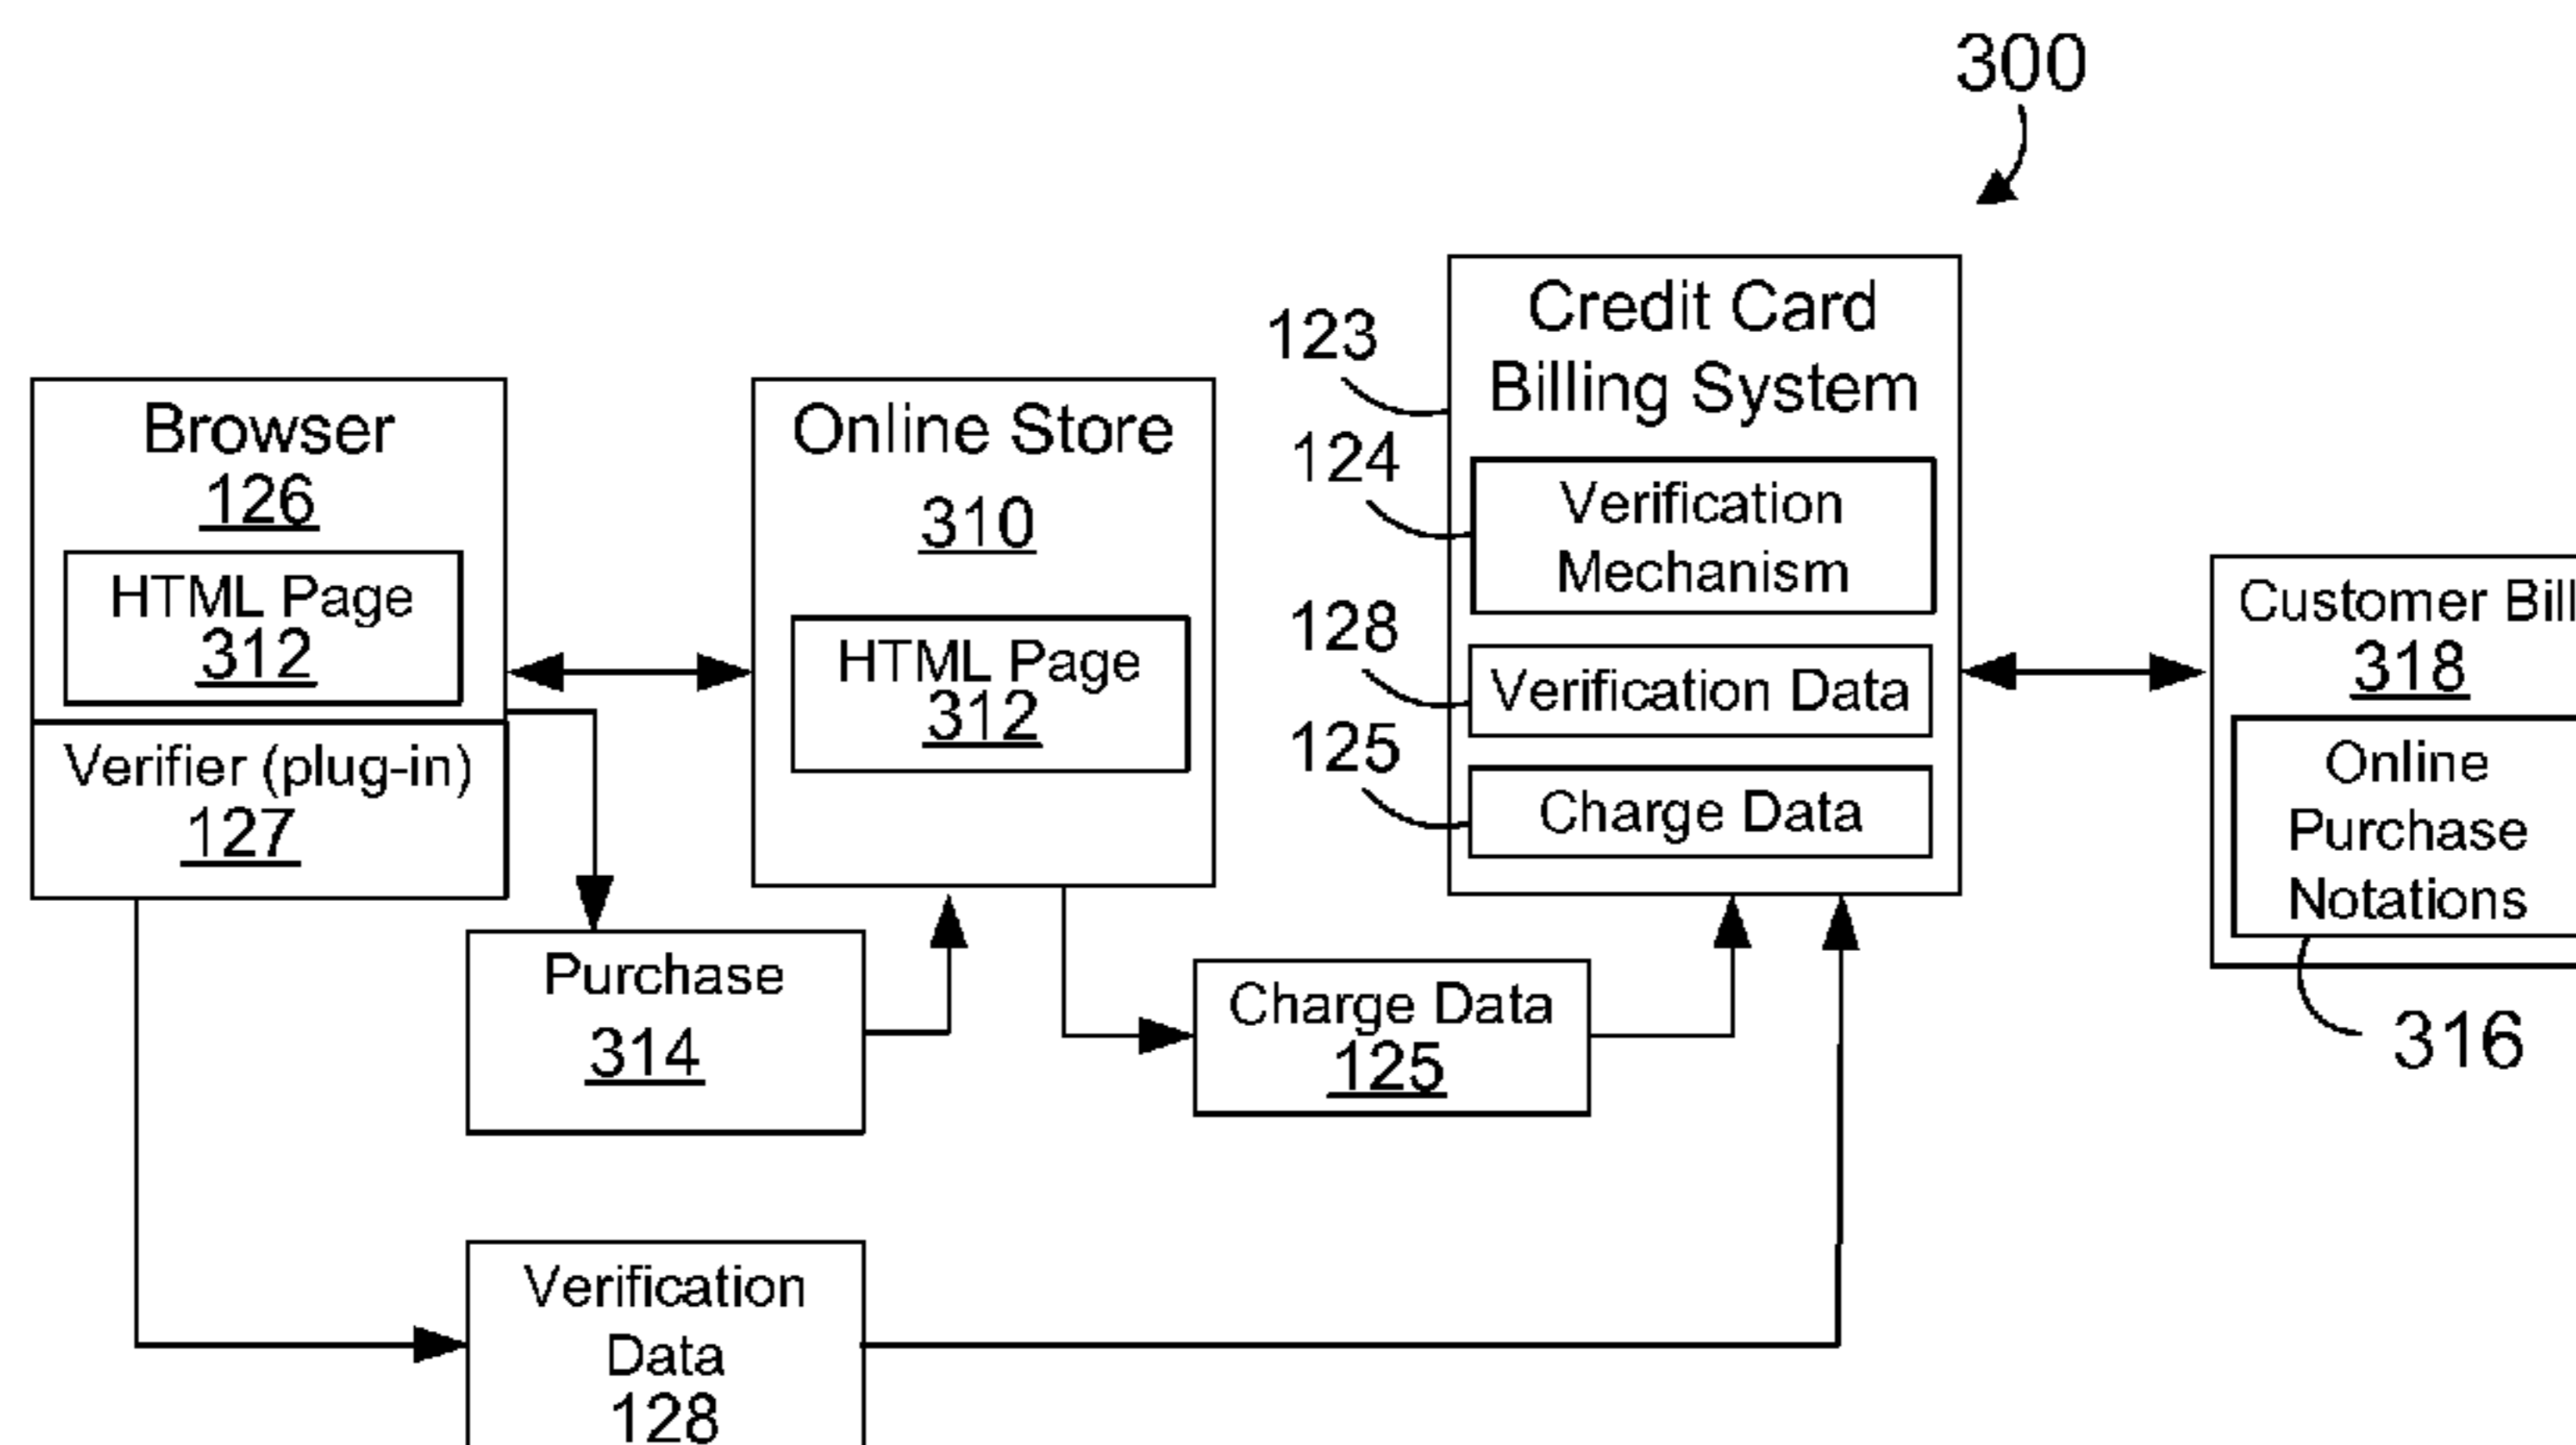 300
Browser
126
HTML Page
312
Verifier (plug-in)
127
Online Store
310
HTML Page
312
123
124
128
125
Credit Card
Billing System
Verification
Mechanism
Verification Data
Charge Data
Customer Bill
318
Online
Purchase
Notations
316
Purchase
314
Charge Data
125
Verification
Data
128